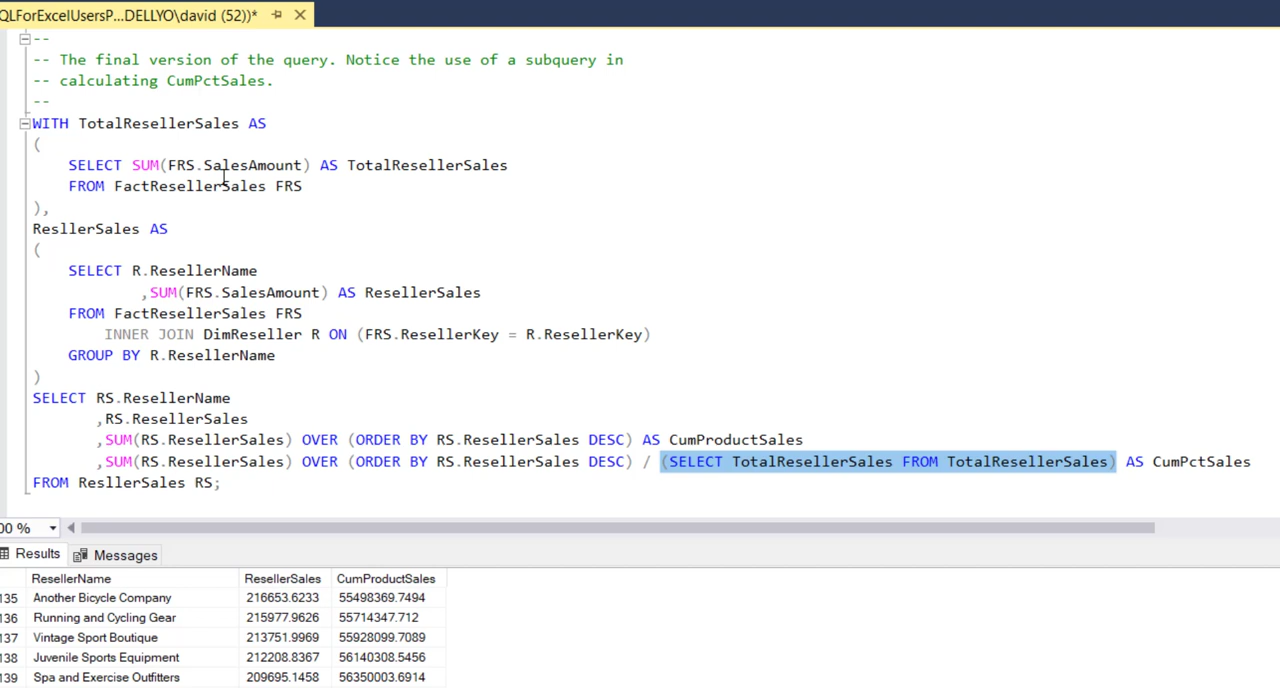 QLForExcelUsersP...DELLYO\david (52))*
--
-- The final version of the query. Notice the use of a subquery in
-- calculating CumPctSales.
--
WITH TotalResellerSales AS
(
SELECT SUM(FRS.SalesAmount) AS TotalResellerSales
FROM FactResellerSales FRS
),
ResllerSales AS
(
SELECT R.ResellerName
,SUM(FRS.SalesAmount) AS ResellerSales
FROM FactResellerSales FRS
INNER JOIN DimReseller R ON (FRS.ResellerKey = R.ResellerKey)
GROUP BY R.ResellerName
)
SELECT RS.ResellerName
,RS.ResellerSales
,SUM(RS.ResellerSales) OVER (ORDER BY RS.ResellerSales DESC) AS CumProductSales
,SUM(RS.ResellerSales) OVER (ORDER BY RS.ResellerSales DESC) / (SELECT TotalResellerSales FROM TotalResellerSales) AS CumPctSales
FROM ResllerSales RS;
00 %
Results Messages
ResellerName ResellerSales CumProductSales
135 Another Bicycle Company 216653.6233 55498369.7494
136 Running and Cycling Gear 215977.9626 55714347.712
137 Vintage Sport Boutique 213751.9969 55928099.7089
138 Juvenile Sports Equipment 212208.8367 56140308.5456
139 Spa and Exercise Outfitters 209695.1458 56350003.6914